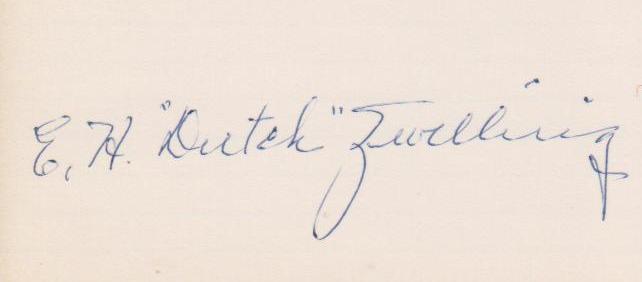 E. H. "Dutch" Zwilling